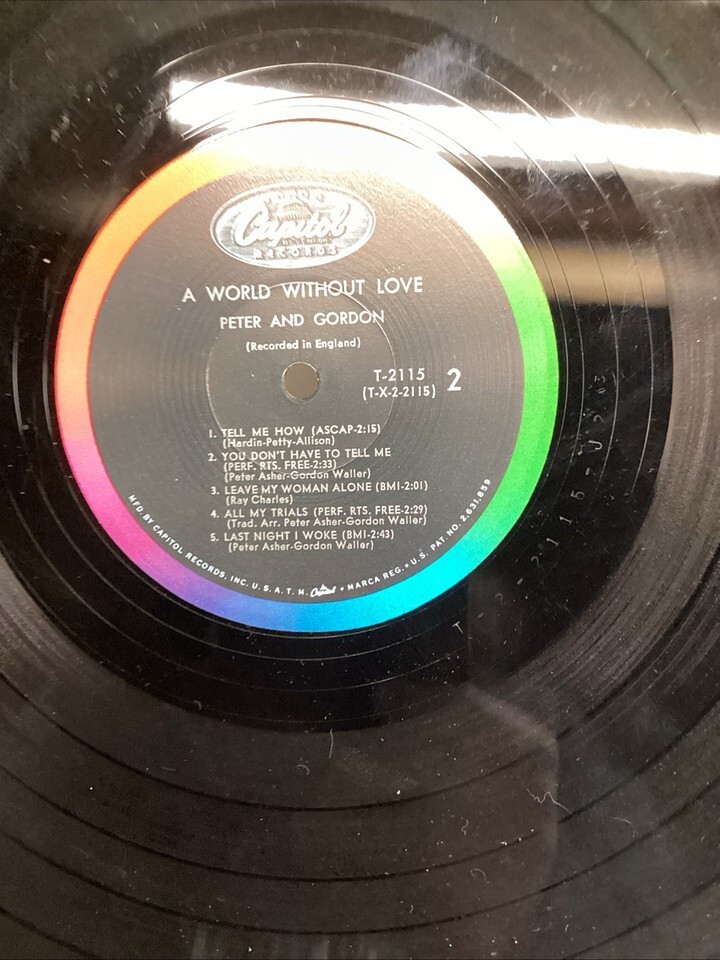 Capitol
RECORDS
A WORLD WITHOUT LOVE
PETER AND GORDON
(Recorded in England)
T-2115
(T-X-2-2115) 2
1. TELL ME HOW (ASCAP-2:15)
(Hardin-Petty-Allison)
2. YOU DON'T HAVE TO TELL ME
(PERF. RTS. FREE-2:33)
(Peter Asher-Gordon Waller)
3. LEAVE MY WOMAN ALONE (BMI-2:01)
(Ray Charles)
4. ALL MY TRIALS (PERF. RTS. FREE-2:29)
(Trad. Arr. Peter Asher-Gordon Waller)
5. LAST NIGHT I WOKE (BMI-2:43)
(Peter Asher-Gordon Waller)
MFD. BY CAPITOL RECORDS, INC. U. S. A. T. M. Capitol • MARCA REG. • U.S. PAT. NO. 2,631,859